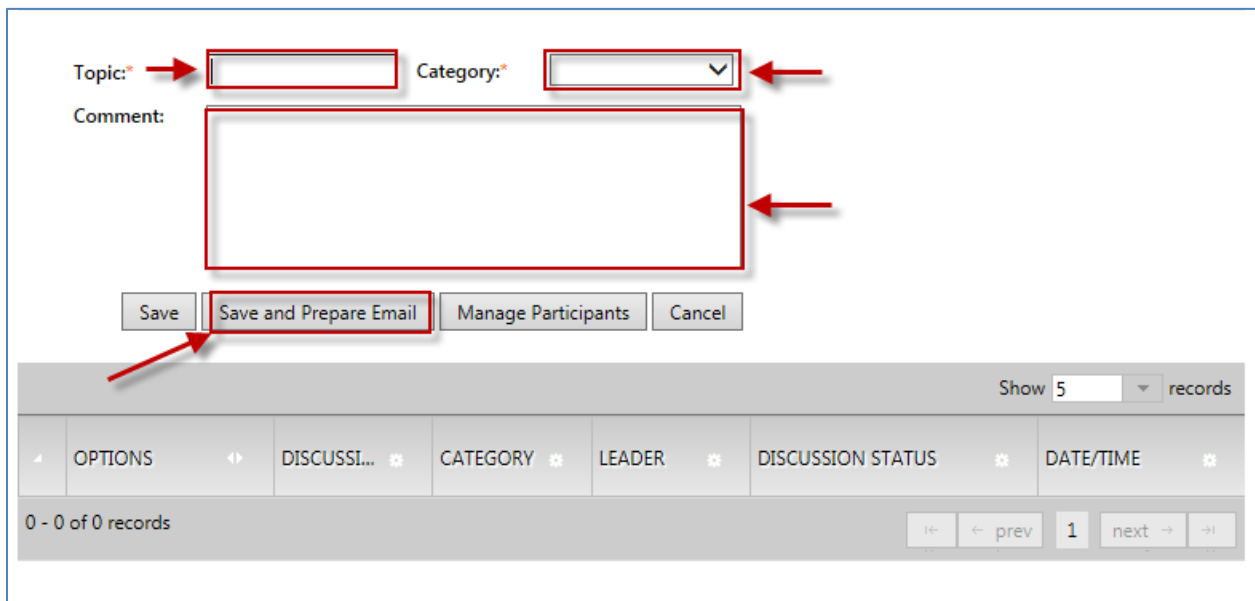 Topic:* Category:*
Comment:
Save Save and Prepare Email Manage Participants Cancel
Show 5 records
OPTIONS DISCUSSI... CATEGORY LEADER DISCUSSION STATUS DATE/TIME
0 - 0 of 0 records ← prev 1 next →